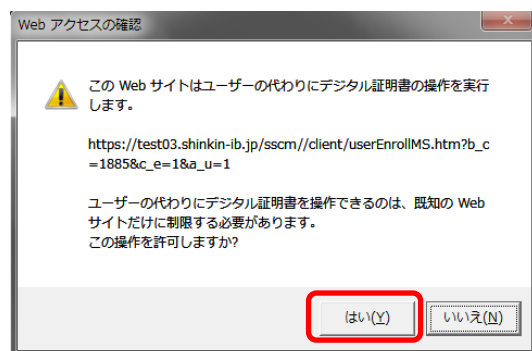 Web アクセスの確認
この Web サイトはユーザーの代わりにデジタル証明書の操作を実行
します。
https://test03.shinkin-ib.jp/sscm//client/userEnrollMS.htm?b_c
=1885&c_e=1&a_u=1
ユーザーの代わりにデジタル証明書を操作できるのは、既知の Web
サイトだけに制限する必要があります。
この操作を許可しますか?
はい(Y)
いいえ(N)